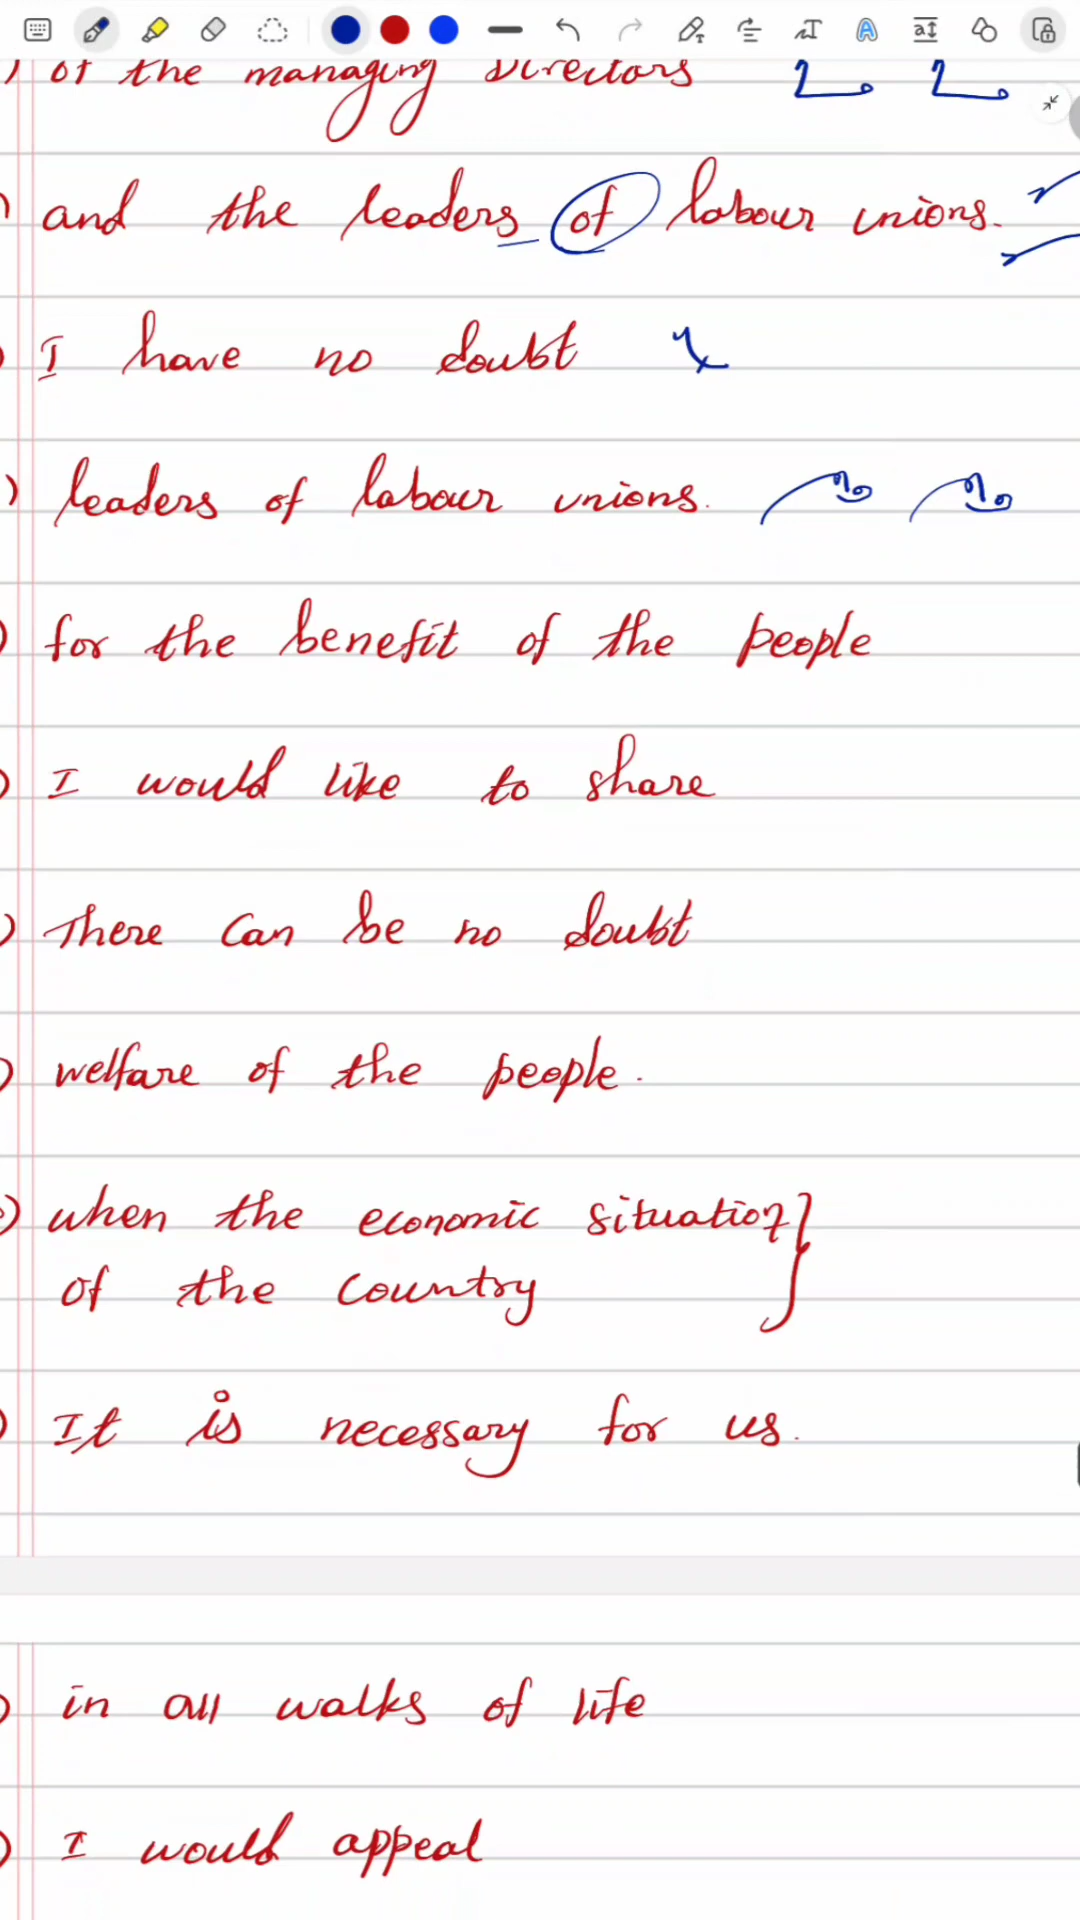 ) of the managing Directors
) and the leaders of labour unions.
) I have no doubt
) leaders of labour unions.
) for the benefit of the people
) I would like to share
) There can be no doubt
) welfare of the people.
) when the economic situation
of the country
) It is necessary for us.
) in all walks of life
) I would appeal